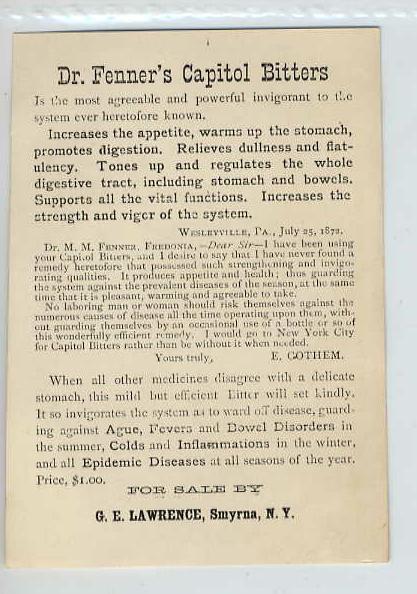 Dr. Fenner's Capitol Bitters
Is the most agreeable and powerful invigorant to the
system ever heretofore known.
Increases the appetite, warms up the stomach,
promotes digestion. Relieves dullness and flat-
ulency. Tones up and regulates the whole
digestive tract, including stomach and bowels.
Supports all the vital functions. Increases the
strength and vigor of the system.
WESLEYVILLE, PA., July 25, 1872.
DR. M. M. FENNER, FREDONIA,—Dear Sir—I have been using
your Capitol Bitters, and I desire to say that I have never found a
remedy heretofore that possessed such strengthening and invigo-
rating qualities. It produces appetite and health; thus guarding
the system against the prevalent diseases of the season, at the same
time that it is pleasant, warming and agreeable to take.
No laboring man or woman should risk themselves against the
numerous causes of disease all the time operating upon them, with-
out guarding themselves by an occasional use of a bottle or so of
this wonderfully efficient remedy. I would go to New York City
for Capitol Bitters rather than be without it when needed.
Yours truly, E. GOTHEM.
When all other medicines disagree with a delicate
stomach, this mild but efficient Bitter will set kindly.
It so invigorates the system as to ward off disease, guard-
ing against Ague, Fevers and Bowel Disorders in
the summer, Colds and Inflammations in the winter,
and all Epidemic Diseases at all seasons of the year.
Price, $1.00.
FOR SALE BY
G. E. LAWRENCE, Smyrna, N. Y.